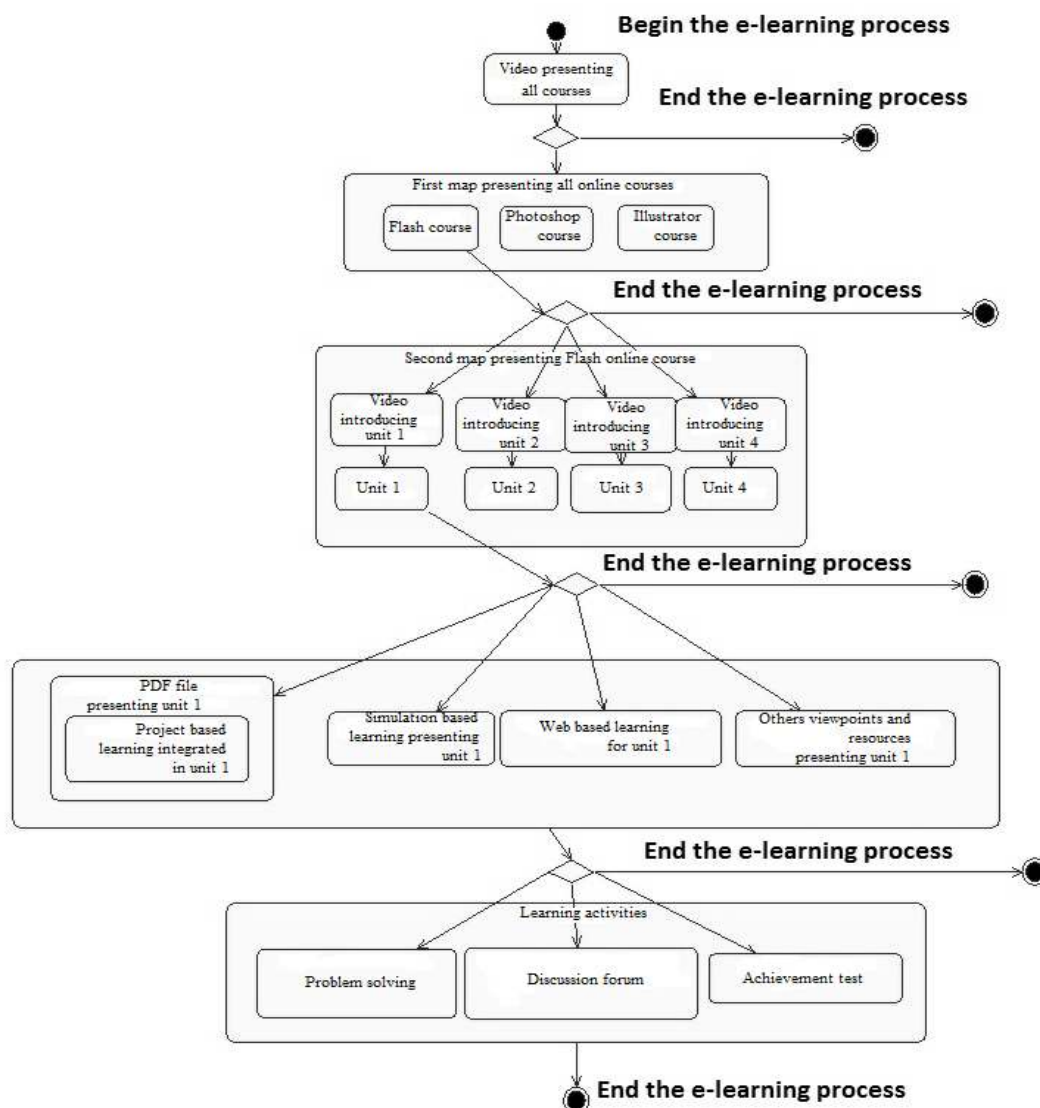 Begin the e-learning process
Video presenting
all courses
End the e-learning process
First map presenting all online courses
Flash course
Photoshop
course
Illustrator
course
End the e-learning process
Second map presenting Flash online course
Video
introducing
unit 1
Video
introducing
unit 2
Video
introducing
unit 3
Video
introducing
unit 4
Unit 1
Unit 2
Unit 3
Unit 4
End the e-learning process
PDF file
presenting unit 1
Project based
learning integrated
in unit 1
Simulation based
learning presenting
unit 1
Web based learning
for unit 1
Others viewpoints and
resources
presenting unit 1
End the e-learning process
Learning activities
Problem solving
Discussion forum
Achievement test
End the e-learning process